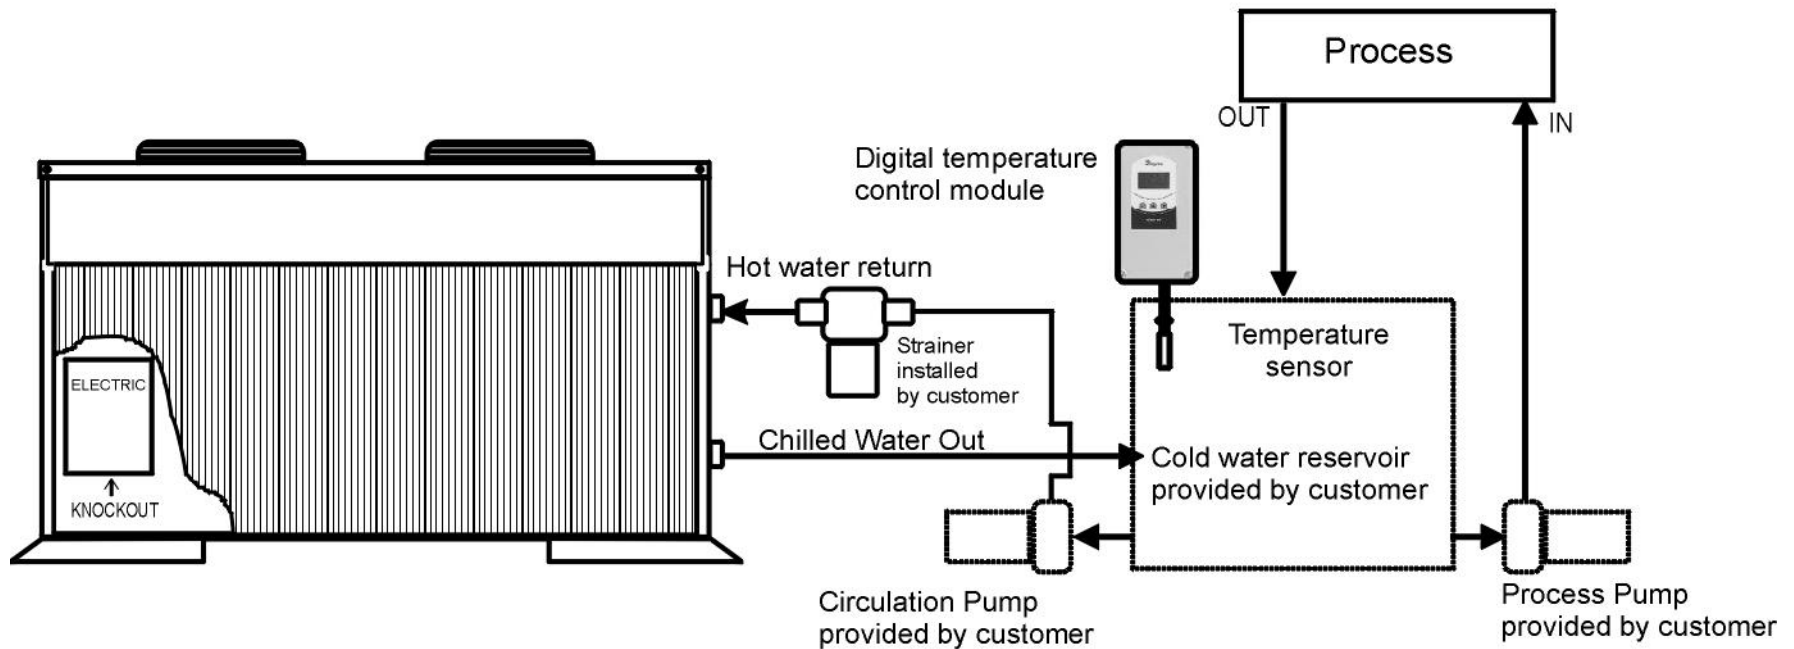 Process
OUT
IN
Digital temperature
control module
Hot water return
Strainer
installed
by customer
Temperature
sensor
ELECTRIC
KNOCKOUT
Chilled Water Out
Cold water reservoir
provided by customer
Circulation Pump
provided by customer
Process Pump
provided by customer